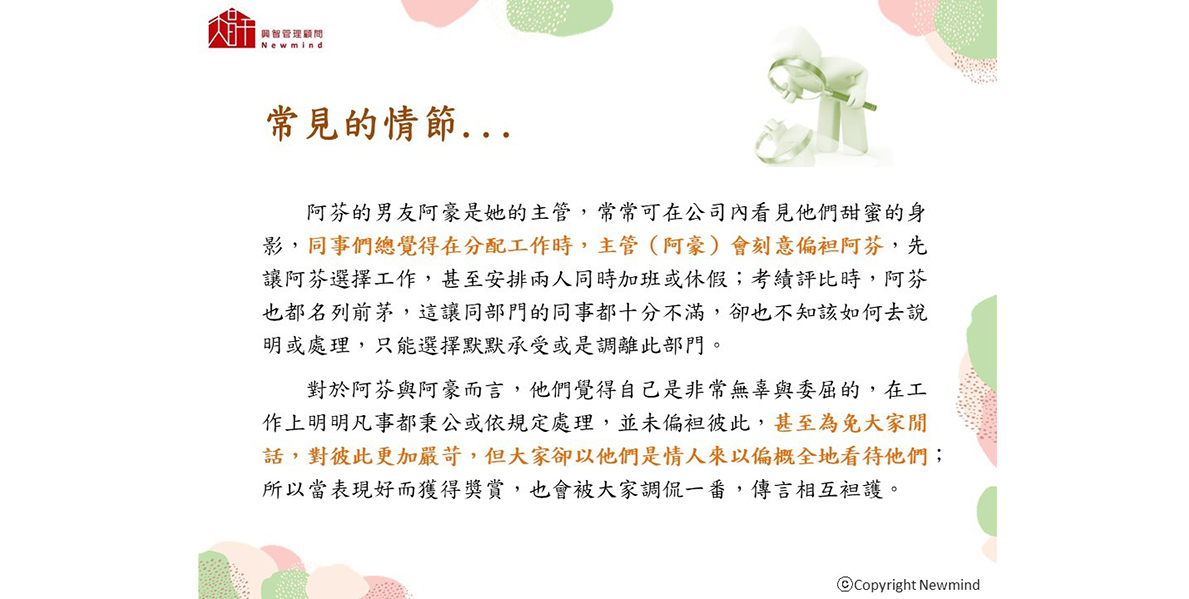 興智管理顧問
Newmind
常見的情節...
阿芬的男友阿豪是她的主管，常常可在公司內看見他們甜蜜的身
影，同事們總覺得在分配工作時，主管（阿豪）會刻意偏袒阿芬，先
讓阿芬選擇工作，甚至安排兩人同時加班或休假；考績評比時，阿芬
也都名列前茅，這讓同部門的同事都十分不滿，卻也不知該如何去說
明或處理，只能選擇默默承受或是調離此部門。
對於阿芬與阿豪而言，他們覺得自己是非常無辜與委屈的，在工
作上明明凡事都秉公或依規定處理，並未偏袒彼此，甚至為免大家閒
話，對彼此更加嚴苛，但大家卻以他們是情人來以偏概全地看待他們；
所以當表現好而獲得獎賞，也會被大家調侃一番，傳言相互袒護。
ⓒCopyright Newmind